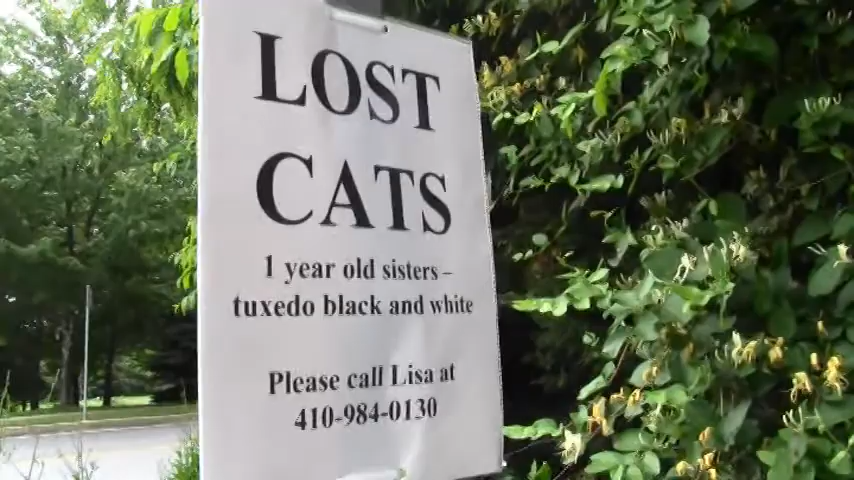 LOST
CATS
1 year old sisters –
tuxedo black and white
Please call Lisa at
410-984-0130